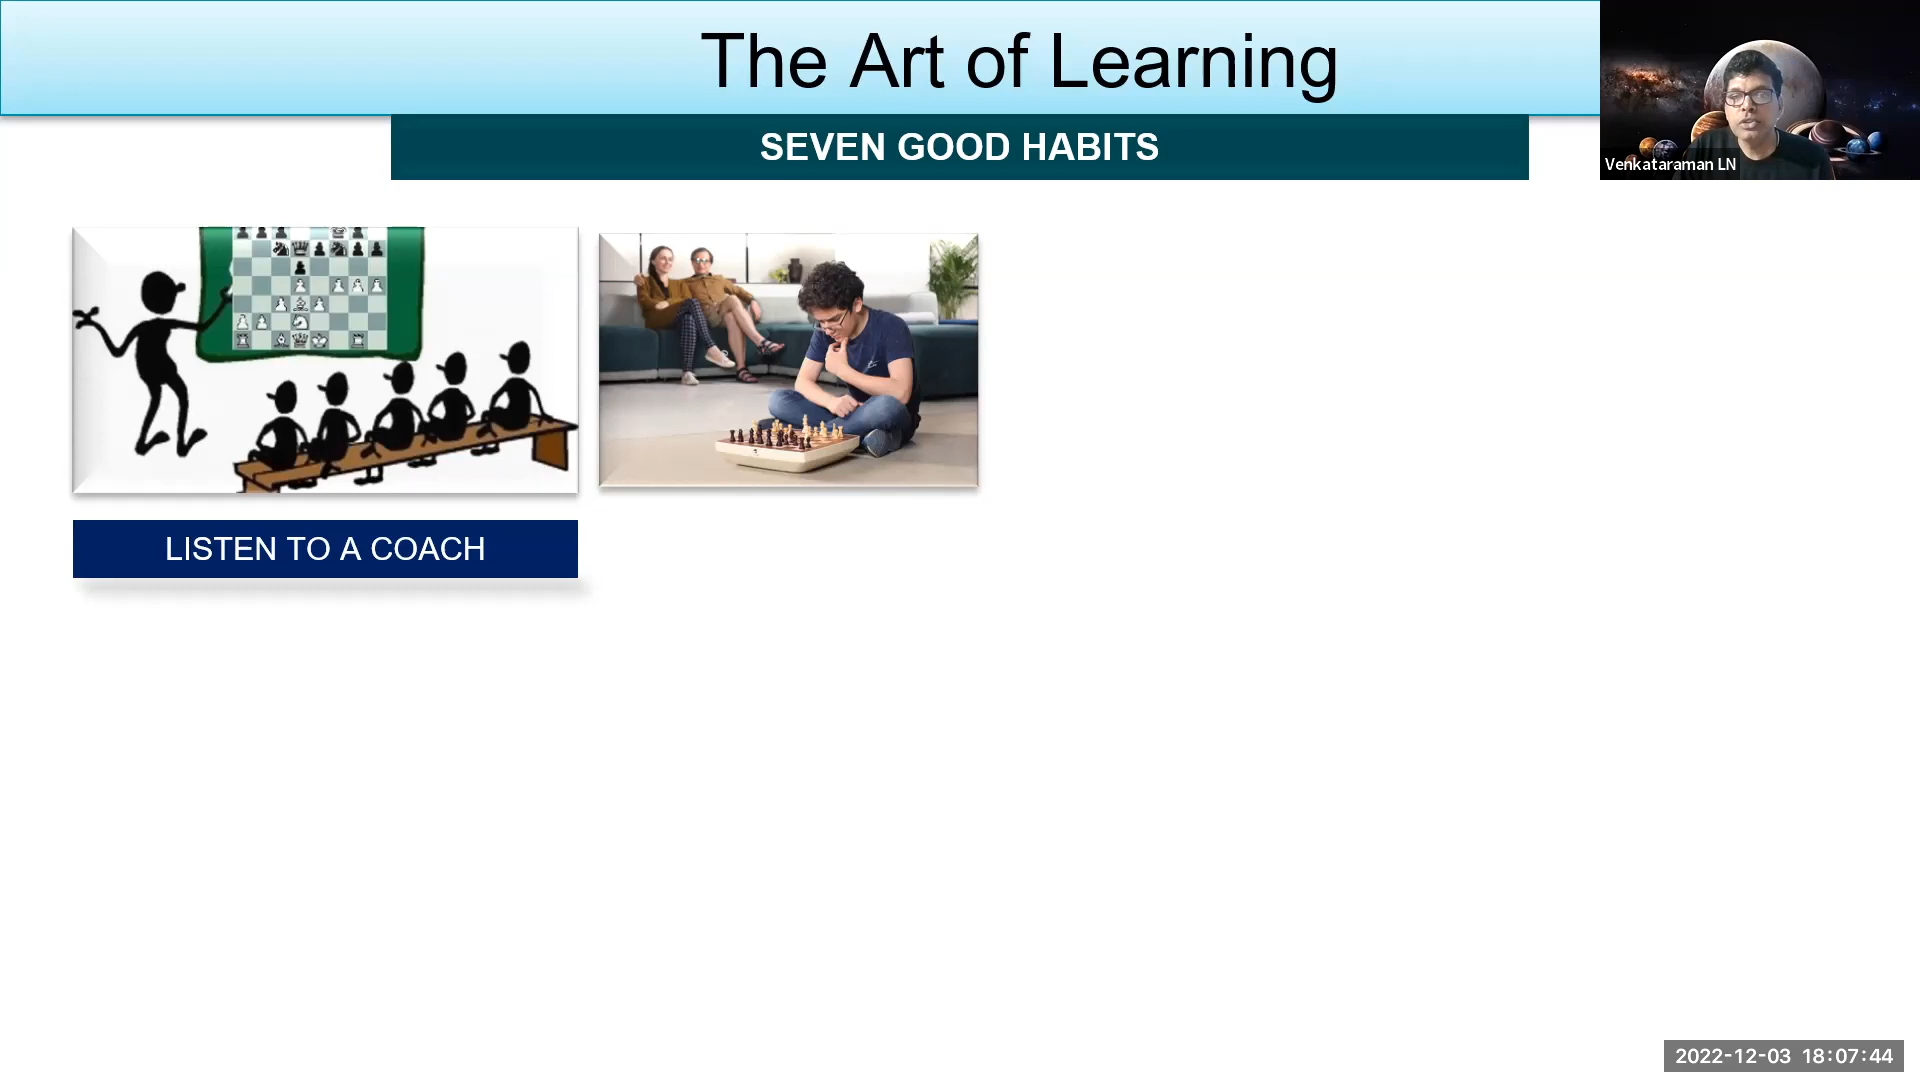 The Art of Learning
SEVEN GOOD HABITS
Venkataraman LN
LISTEN TO A COACH
2022-12-03 18:07:44